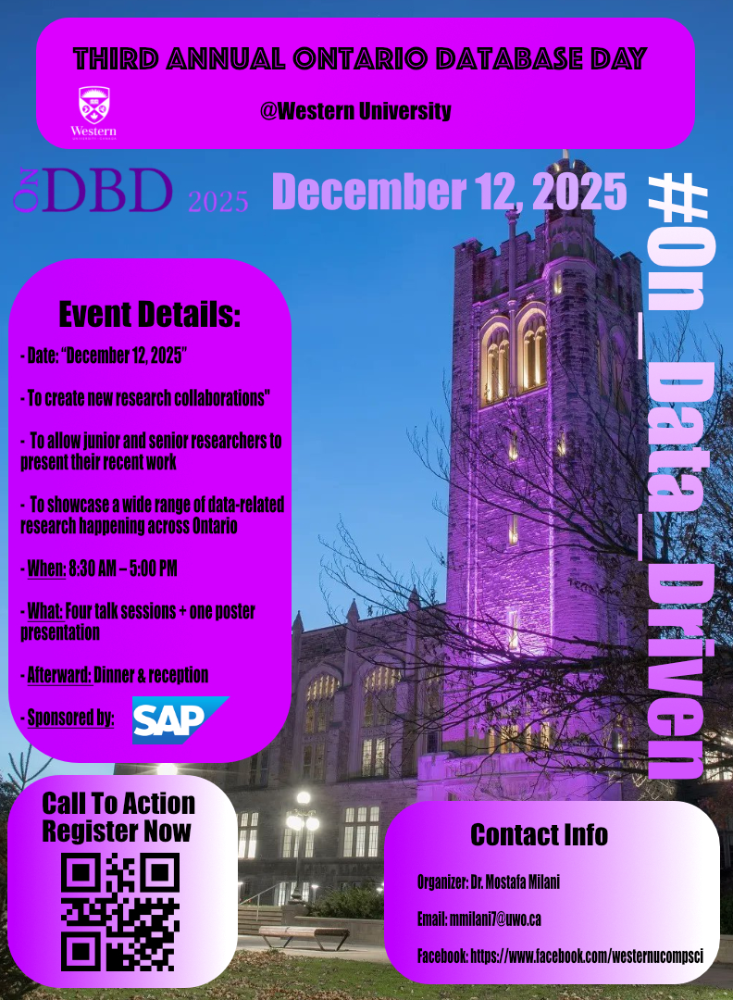 THIRD ANNUAL ONTARIO DATABASE DAY
@Western University
Western
ON DBD 2025
December 12, 2025
#On_Data_Driven
Event Details:
- Date: “December 12, 2025”
- To create new research collaborations"
- To allow junior and senior researchers to
present their recent work
- To showcase a wide range of data-related
research happening across Ontario
- When: 8:30 AM – 5:00 PM
- What: Four talk sessions + one poster
presentation
- Afterward: Dinner & reception
- Sponsored by:
SAP
Call To Action
Register Now
Contact Info
Organizer: Dr. Mostafa Milani
Email: mmilani7@uwo.ca
Facebook: https://www.facebook.com/westernucompsci